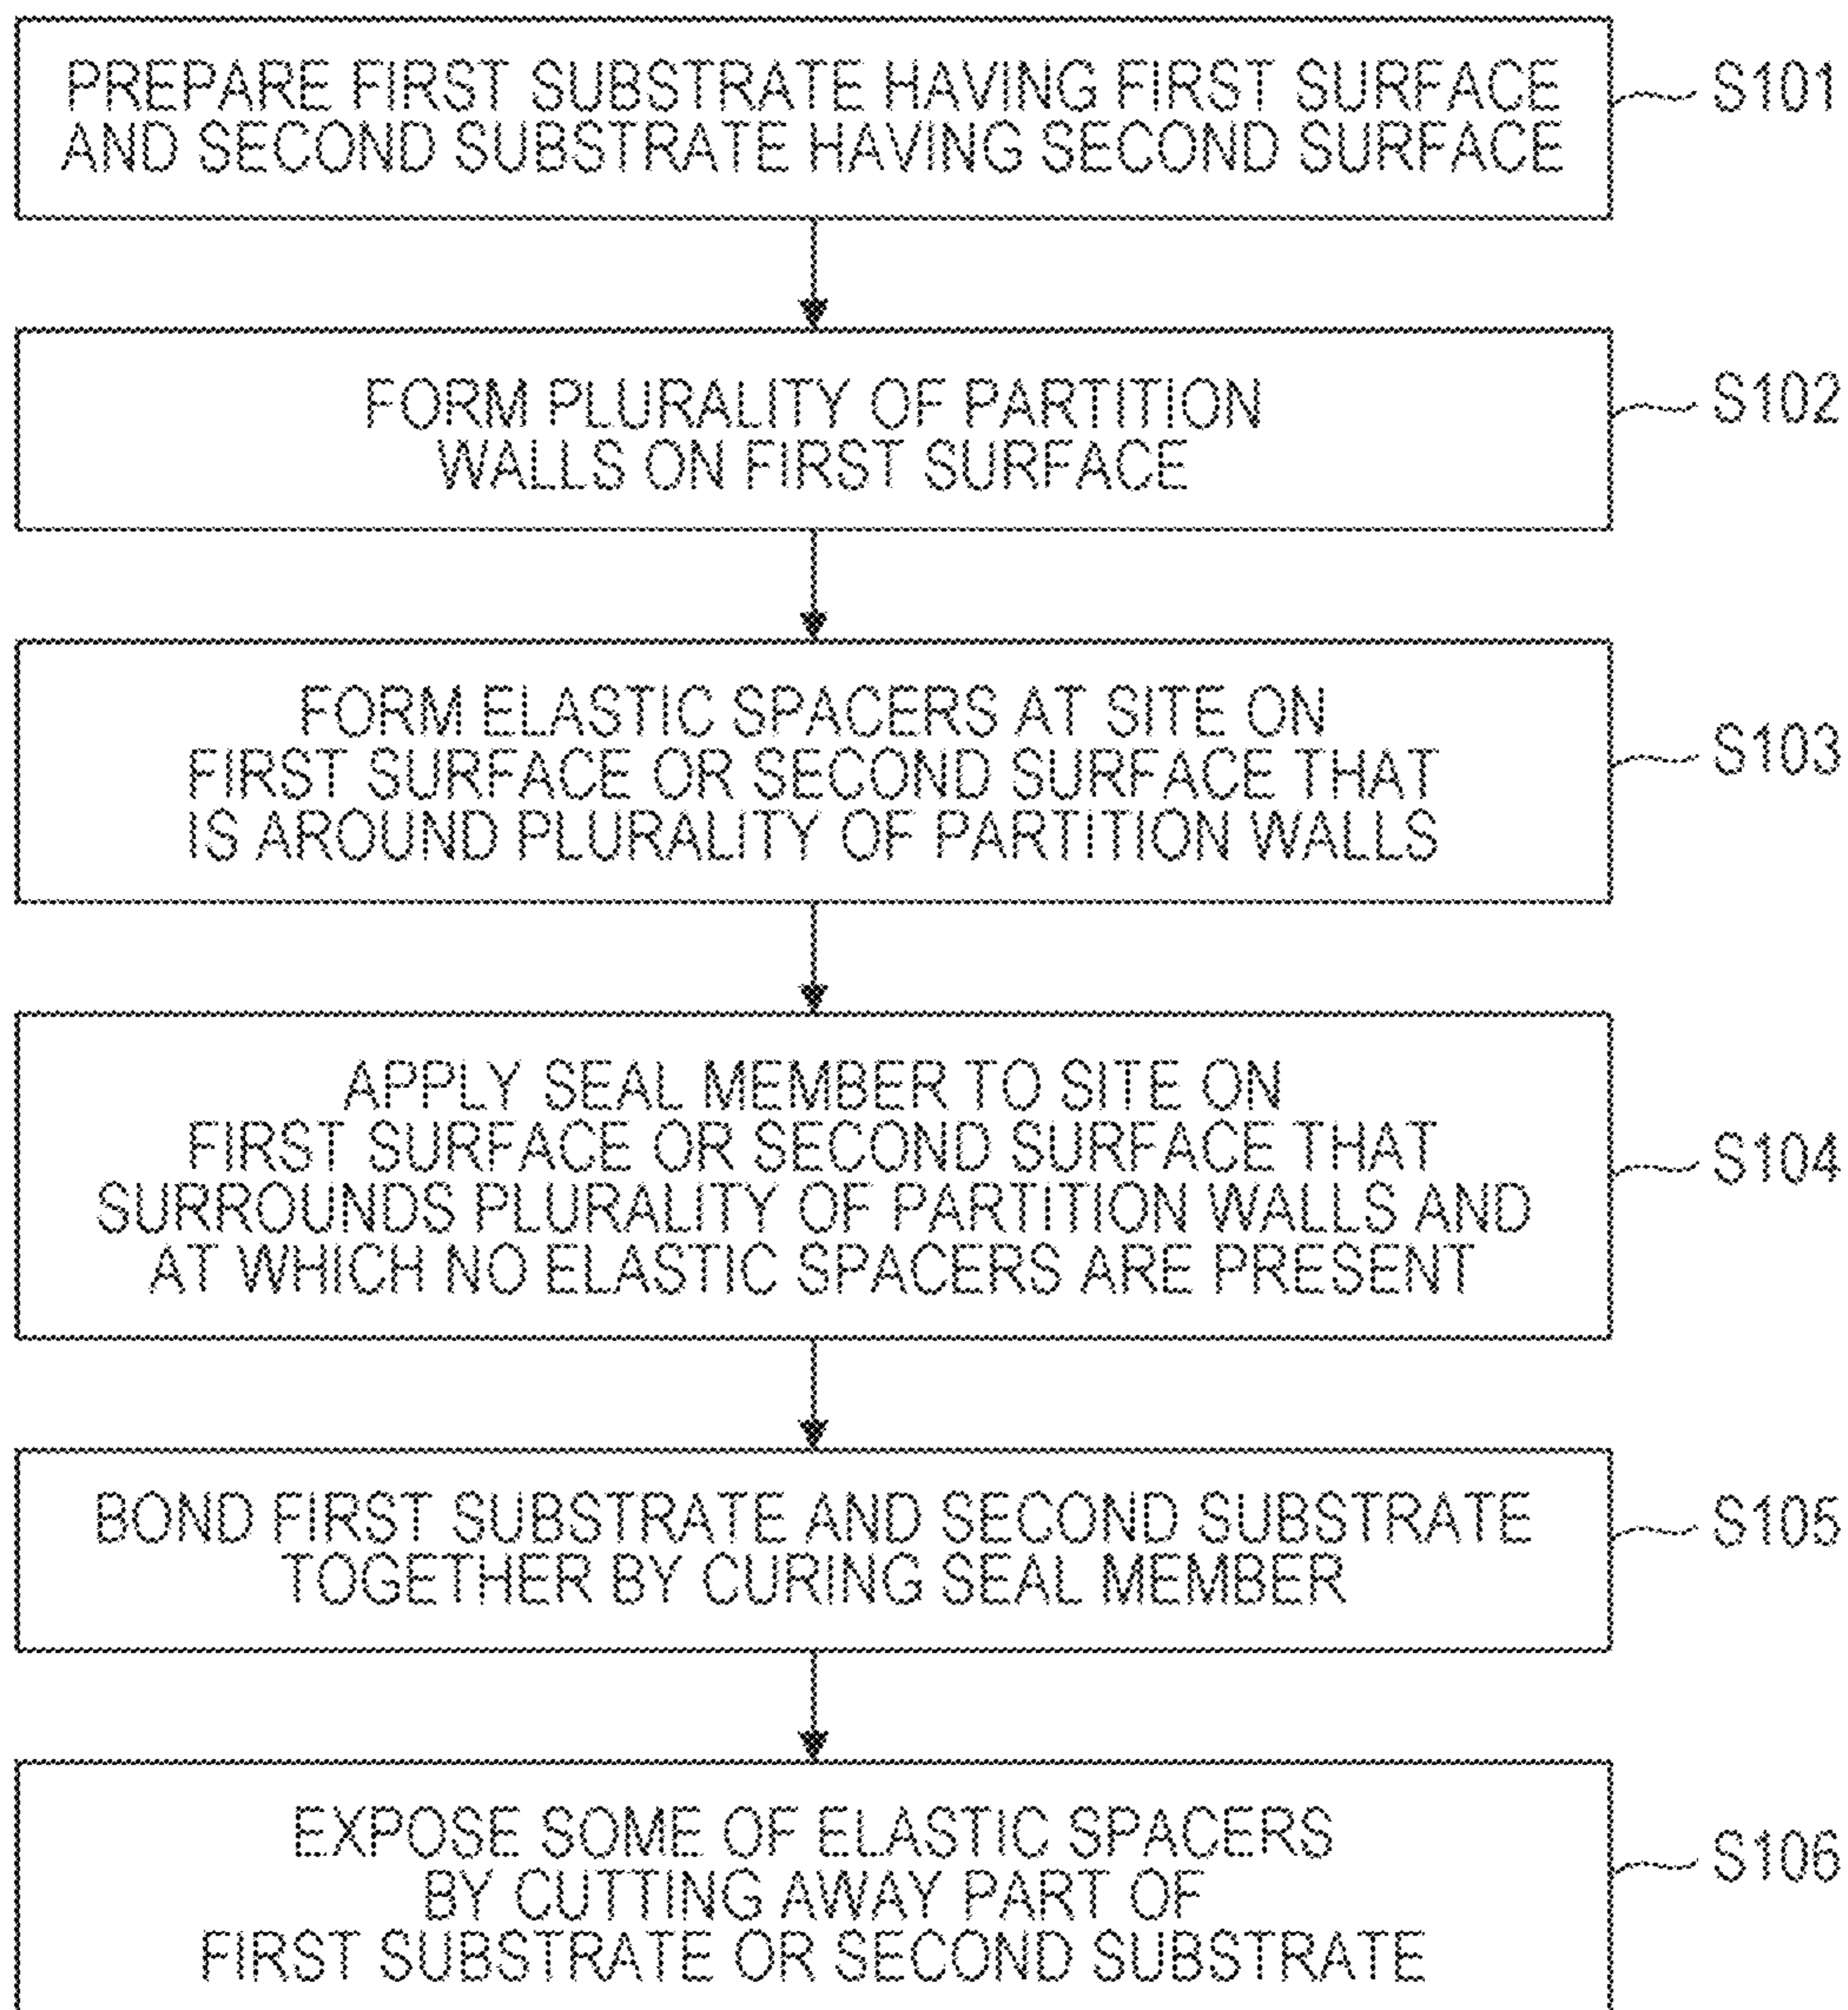 PREPARE FIRST SUBSTRATE HAVING FIRST SURFACE
AND SECOND SUBSTRATE HAVING SECOND SURFACE
S101
FORM PLURALITY OF PARTITION
WALLS ON FIRST SURFACE
S102
FORM ELASTIC SPACERS AT SITE ON
FIRST SURFACE OR SECOND SURFACE THAT
IS AROUND PLURALITY OF PARTITION WALLS
S103
APPLY SEAL MEMBER TO SITE ON
FIRST SURFACE OR SECOND SURFACE THAT
SURROUNDS PLURALITY OF PARTITION WALLS AND
AT WHICH NO ELASTIC SPACERS ARE PRESENT
S104
BOND FIRST SUBSTRATE AND SECOND SUBSTRATE
TOGETHER BY CURING SEAL MEMBER
S105
EXPOSE SOME OF ELASTIC SPACERS
BY CUTTING AWAY PART OF
FIRST SUBSTRATE OR SECOND SUBSTRATE
S106